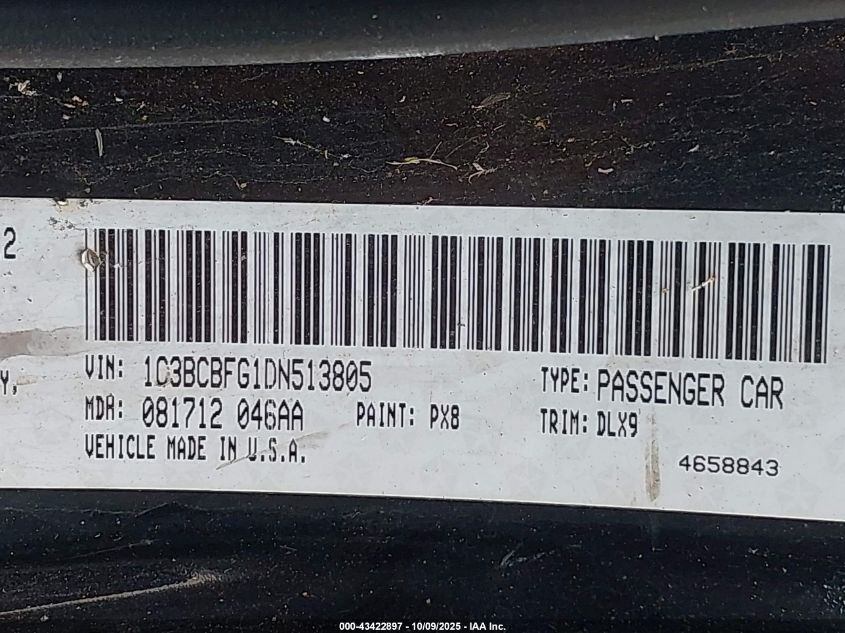 2
VIN: 1C3BCBFG1DN513805
TYPE: PASSENGER CAR
Y,
MDH: 081712 046AA
PAINT: PX8
TRIM: DLX9
VEHICLE MADE IN U.S.A.
4658843
000-43422897 - 10/09/2025 - IAA Inc.